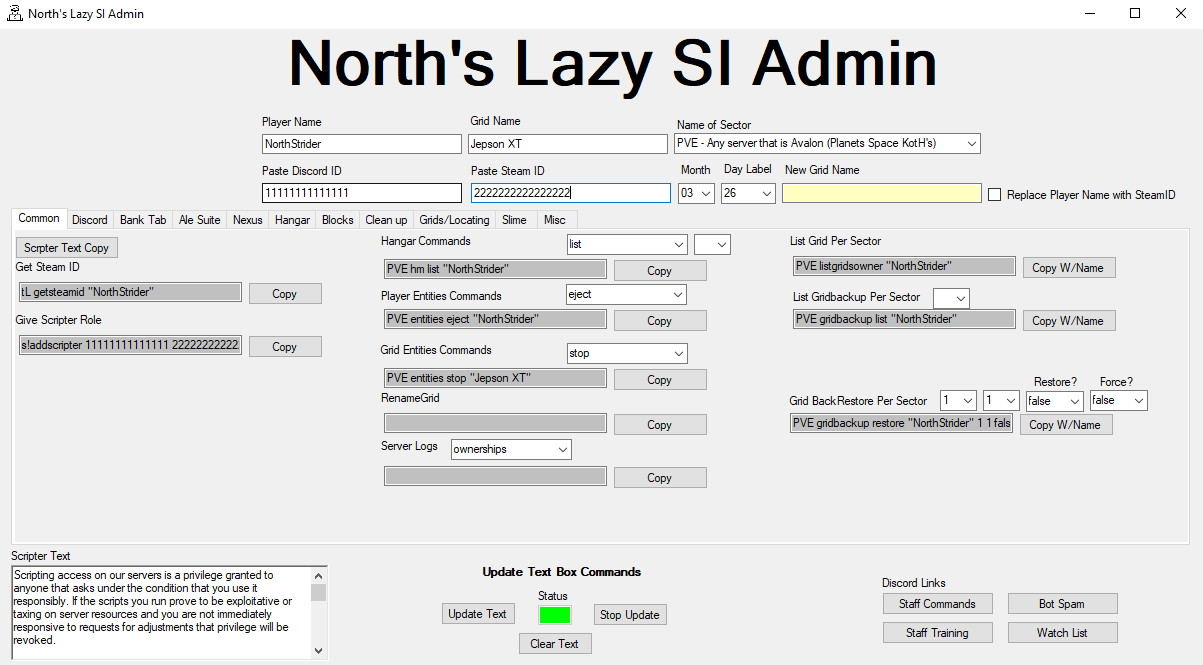 North's Lazy SI Admin
North's Lazy SI Admin
Player Name
Grid Name
Name of Sector
NorthStrider
Jepson XT
PVE - Any server that is Avalon (Planets Space KotH's)
Paste Discord ID
Paste Steam ID
Month
Day Label
New Grid Name
11111111111111
2222222222222222
03
26
Replace Player Name with SteamID
Common
Discord
Bank Tab
Ale Suite
Nexus
Hangar
Blocks
Clean up
Grids/Locating
Slime
Misc
Scrpter Text Copy
Get Steam ID
tL getsteamid "NorthStrider"
Copy
Give Scripter Role
s!addscripter 11111111111111 22222222222
Copy
Hangar Commands
list
PVE hm list "NorthStrider"
Copy
Player Entities Commands
eject
PVE entities eject "NorthStrider"
Copy
Grid Entities Commands
stop
PVE entities stop "Jepson XT"
Copy
RenameGrid
Copy
Server Logs
ownerships
Copy
List Grid Per Sector
PVE listgridsowner "NorthStrider"
Copy W/Name
List Gridbackup Per Sector
PVE gridbackup list "NorthStrider"
Copy W/Name
Restore?
Force?
Grid BackRestore Per Sector
1
1
false
false
PVE gridbackup restore "NorthStrider" 1 1 fals
Copy W/Name
Scripter Text
Scripting access on our servers is a privilege granted to
anyone that asks under the condition that you use it
responsibly. If the scripts you run prove to be exploitative or
taxing on server resources and you are not immediately
responsive to requests for adjustments that privilege will be
revoked.
Update Text Box Commands
Status
Update Text
Stop Update
Clear Text
Discord Links
Staff Commands
Bot Spam
Staff Training
Watch List